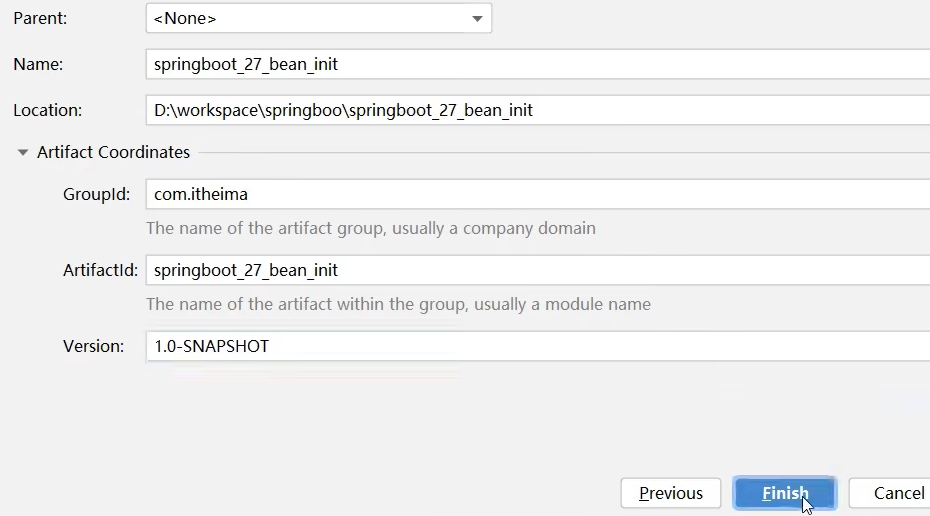 Parent: <None>
Name: springboot_27_bean_init
Location: D:\workspace\springboo\springboot_27_bean_init
Artifact Coordinates
GroupId: com.itheima
The name of the artifact group, usually a company domain
ArtifactId: springboot_27_bean_init
The name of the artifact within the group, usually a module name
Version: 1.0-SNAPSHOT
Previous Finish Cancel